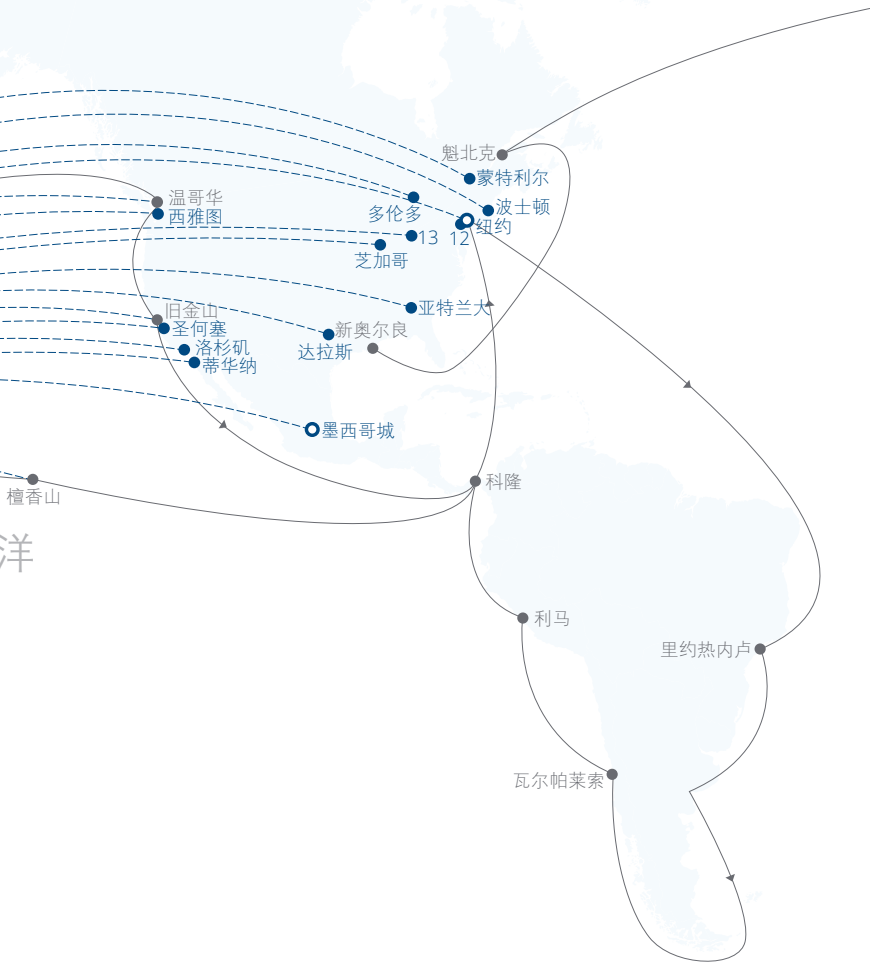 魁北克
蒙特利尔
温哥华
西雅图
多伦多
波士顿
纽约
13
12
芝加哥
旧金山
亚特兰大
圣何塞
新奥尔良
洛杉矶
达拉斯
蒂华纳
墨西哥城
科隆
檀香山
洋
利马
里约热内卢
瓦尔帕莱索